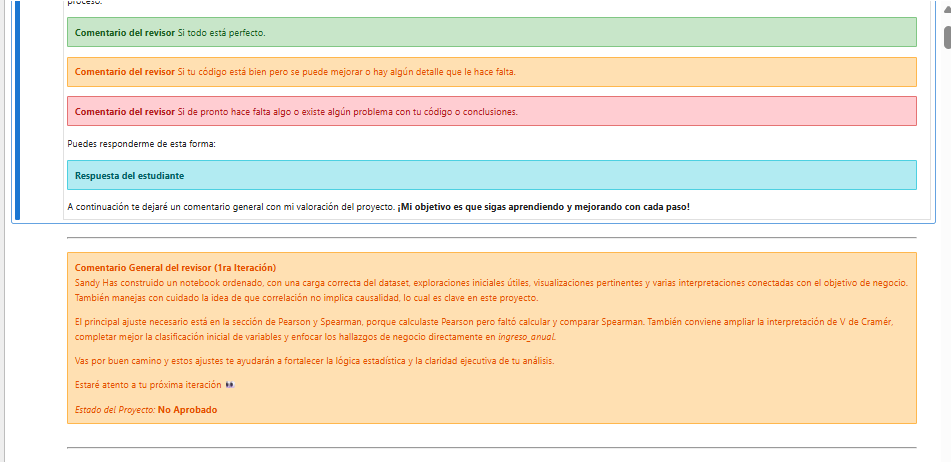 proceso.
Comentario del revisor Si todo está perfecto.
Comentario del revisor Si tu código está bien pero se puede mejorar o hay algún detalle que le hace falta.
Comentario del revisor Si de pronto hace falta algo o existe algún problema con tu código o conclusiones.
Puedes responderme de esta forma:
Respuesta del estudiante
A continuación te dejaré un comentario general con mi valoración del proyecto. ¡Mi objetivo es que sigas aprendiendo y mejorando con cada paso!
Comentario General del revisor (1ra Iteración)
Sandy Has construido un notebook ordenado, con una carga correcta del dataset, exploraciones iniciales útiles, visualizaciones pertinentes y varias interpretaciones conectadas con el objetivo de negocio.
También manejas con cuidado la idea de que correlación no implica causalidad, lo cual es clave en este proyecto.
El principal ajuste necesario está en la sección de Pearson y Spearman, porque calculaste Pearson pero faltó calcular y comparar Spearman. También conviene ampliar la interpretación de V de Cramér,
completar mejor la clasificación inicial de variables y enfocar los hallazgos de negocio directamente en ingreso_anual.
Vas por buen camino y estos ajustes te ayudarán a fortalecer la lógica estadística y la claridad ejecutiva de tu análisis.
Estaré atento a tu próxima iteración
Estado del Proyecto: No Aprobado